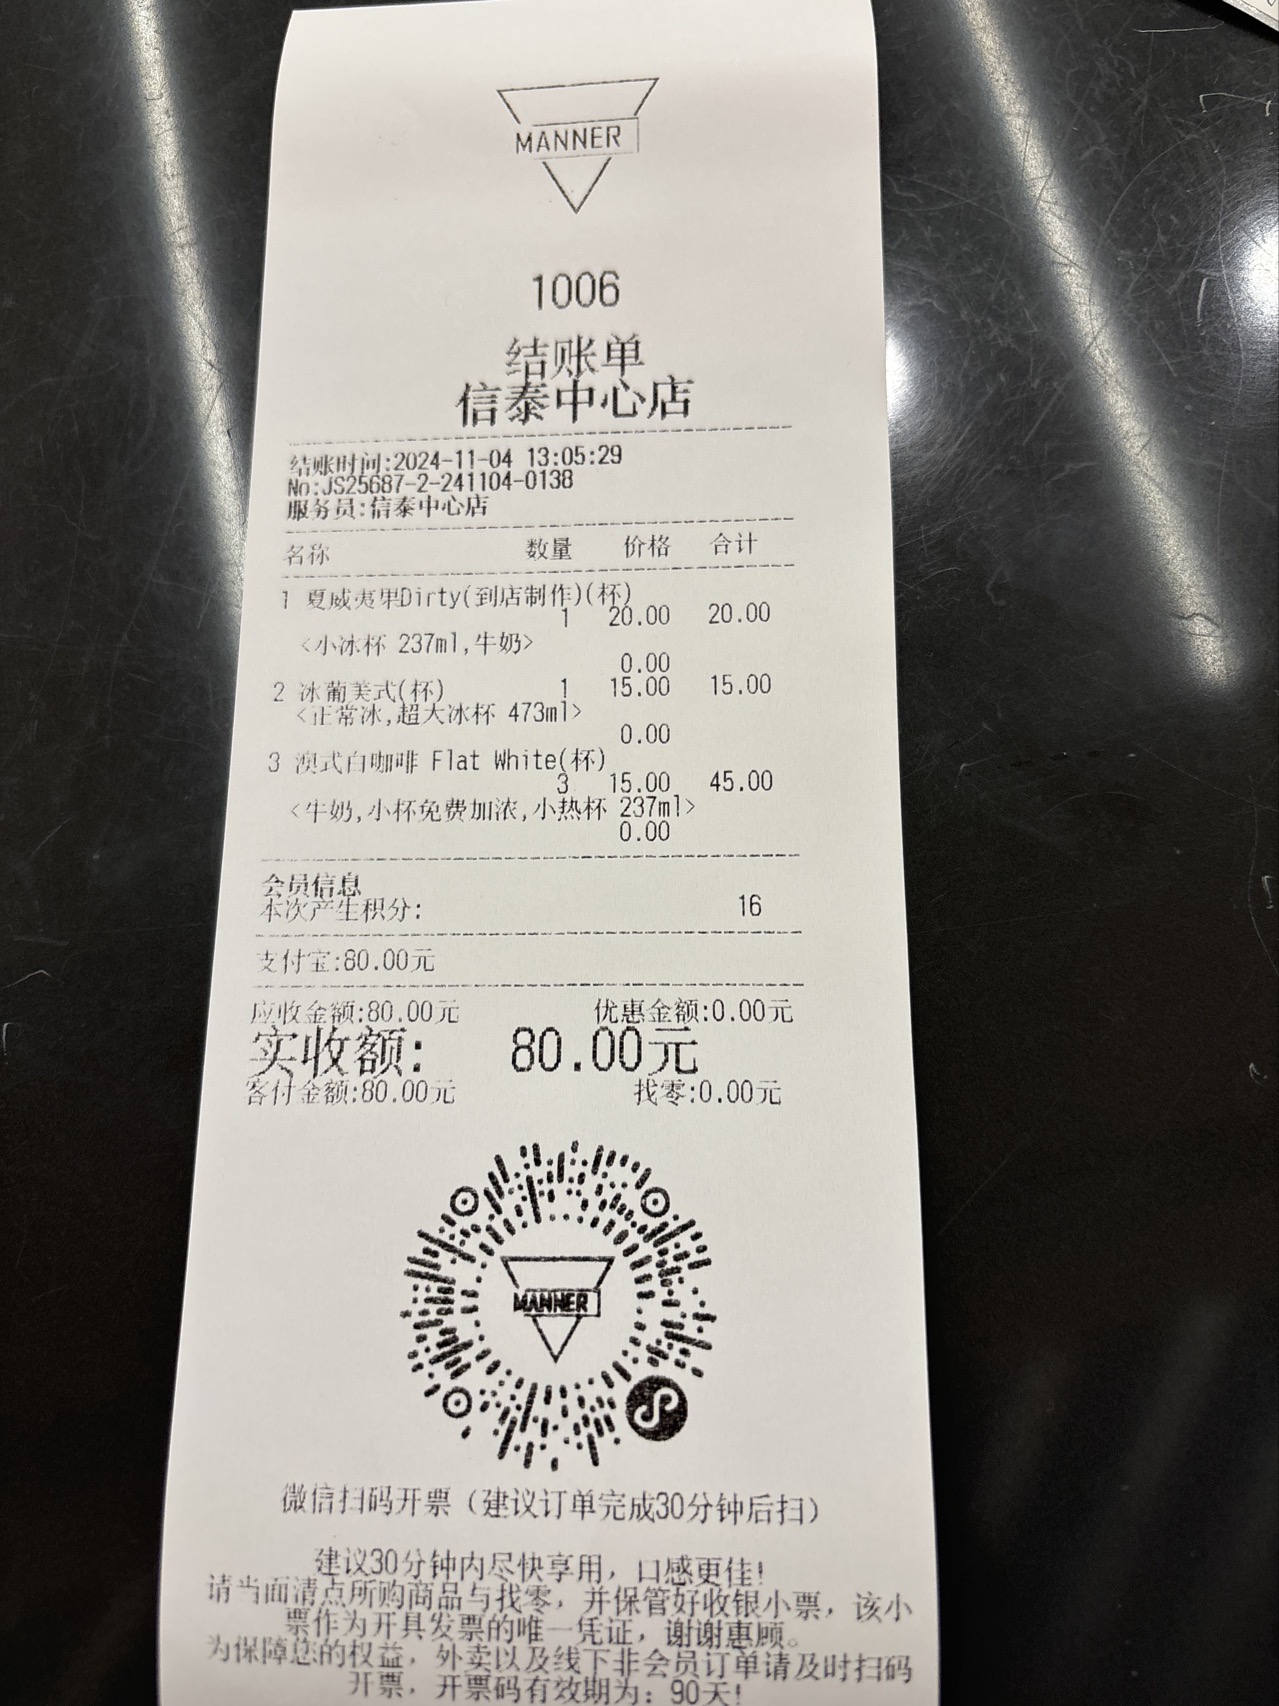 MANNER
1006
结账单
信泰中心店
结账时间:2024-11-04 13:05:29
No:JS25687-2-241104-0138
服务员:信泰中心店
名称 数量 价格 合计
1 夏威夷果Dirty(到店制作)(杯)
1 20.00 20.00
<小冰杯 237ml,牛奶>
0.00
2 冰葡美式(杯) 1 15.00 15.00
<正常冰,超大冰杯 473ml>
0.00
3 澳式白咖啡 Flat White(杯)
3 15.00 45.00
<牛奶,小杯免费加浓,小热杯 237ml>
0.00
会员信息
本次产生积分: 16
支付宝:80.00元
应收金额:80.00元 优惠金额:0.00元
实收额: 80.00元
客付金额:80.00元 找零:0.00元
MANNER
微信扫码开票（建议订单完成30分钟后扫）
建议30分钟内尽快享用，口感更佳!
请当面清点所购商品与找零，并保管好收银小票，该小
票作为开具发票的唯一凭证，谢谢惠顾。
为保障您的权益，外卖以及线下非会员订单请及时扫码
开票，开票码有效期为：90天!